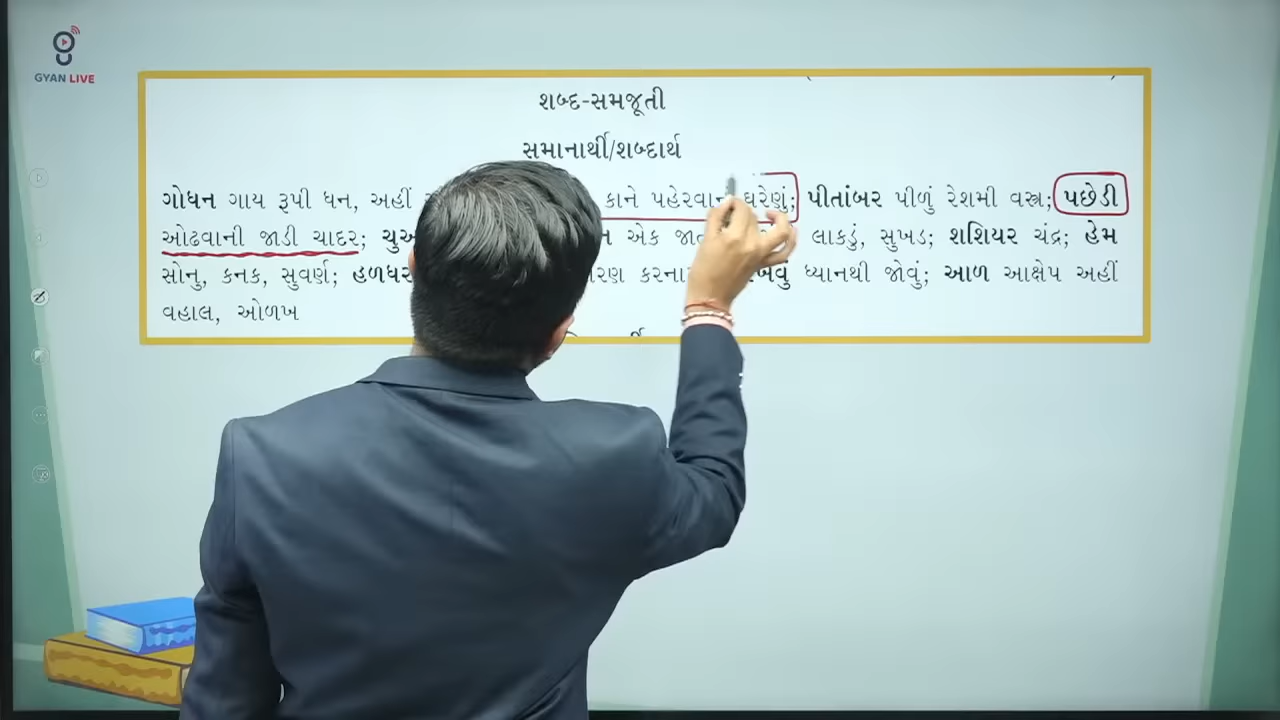 GYAN LIVE
શબ્દ-સમજૂતી
સમાનાર્થી/શબ્દાર્થ
ગોધન ગાય રૂપી ધન, અહીં કાને પહેરવાનું ઘરેણું; પીતાંબર પીળું રેશમી વસ્ત્ર; પછેડી
ઓઢવાની જાડી ચાદર; એક લાકડું, સુખડ; શશિયર ચંદ્ર; હેમ
સોનુ, કનક, સુવર્ણ; હળધર ધ્યાનથી જોવું; આળ આક્ષેપ અહીં
વહાલ, ઓળખ